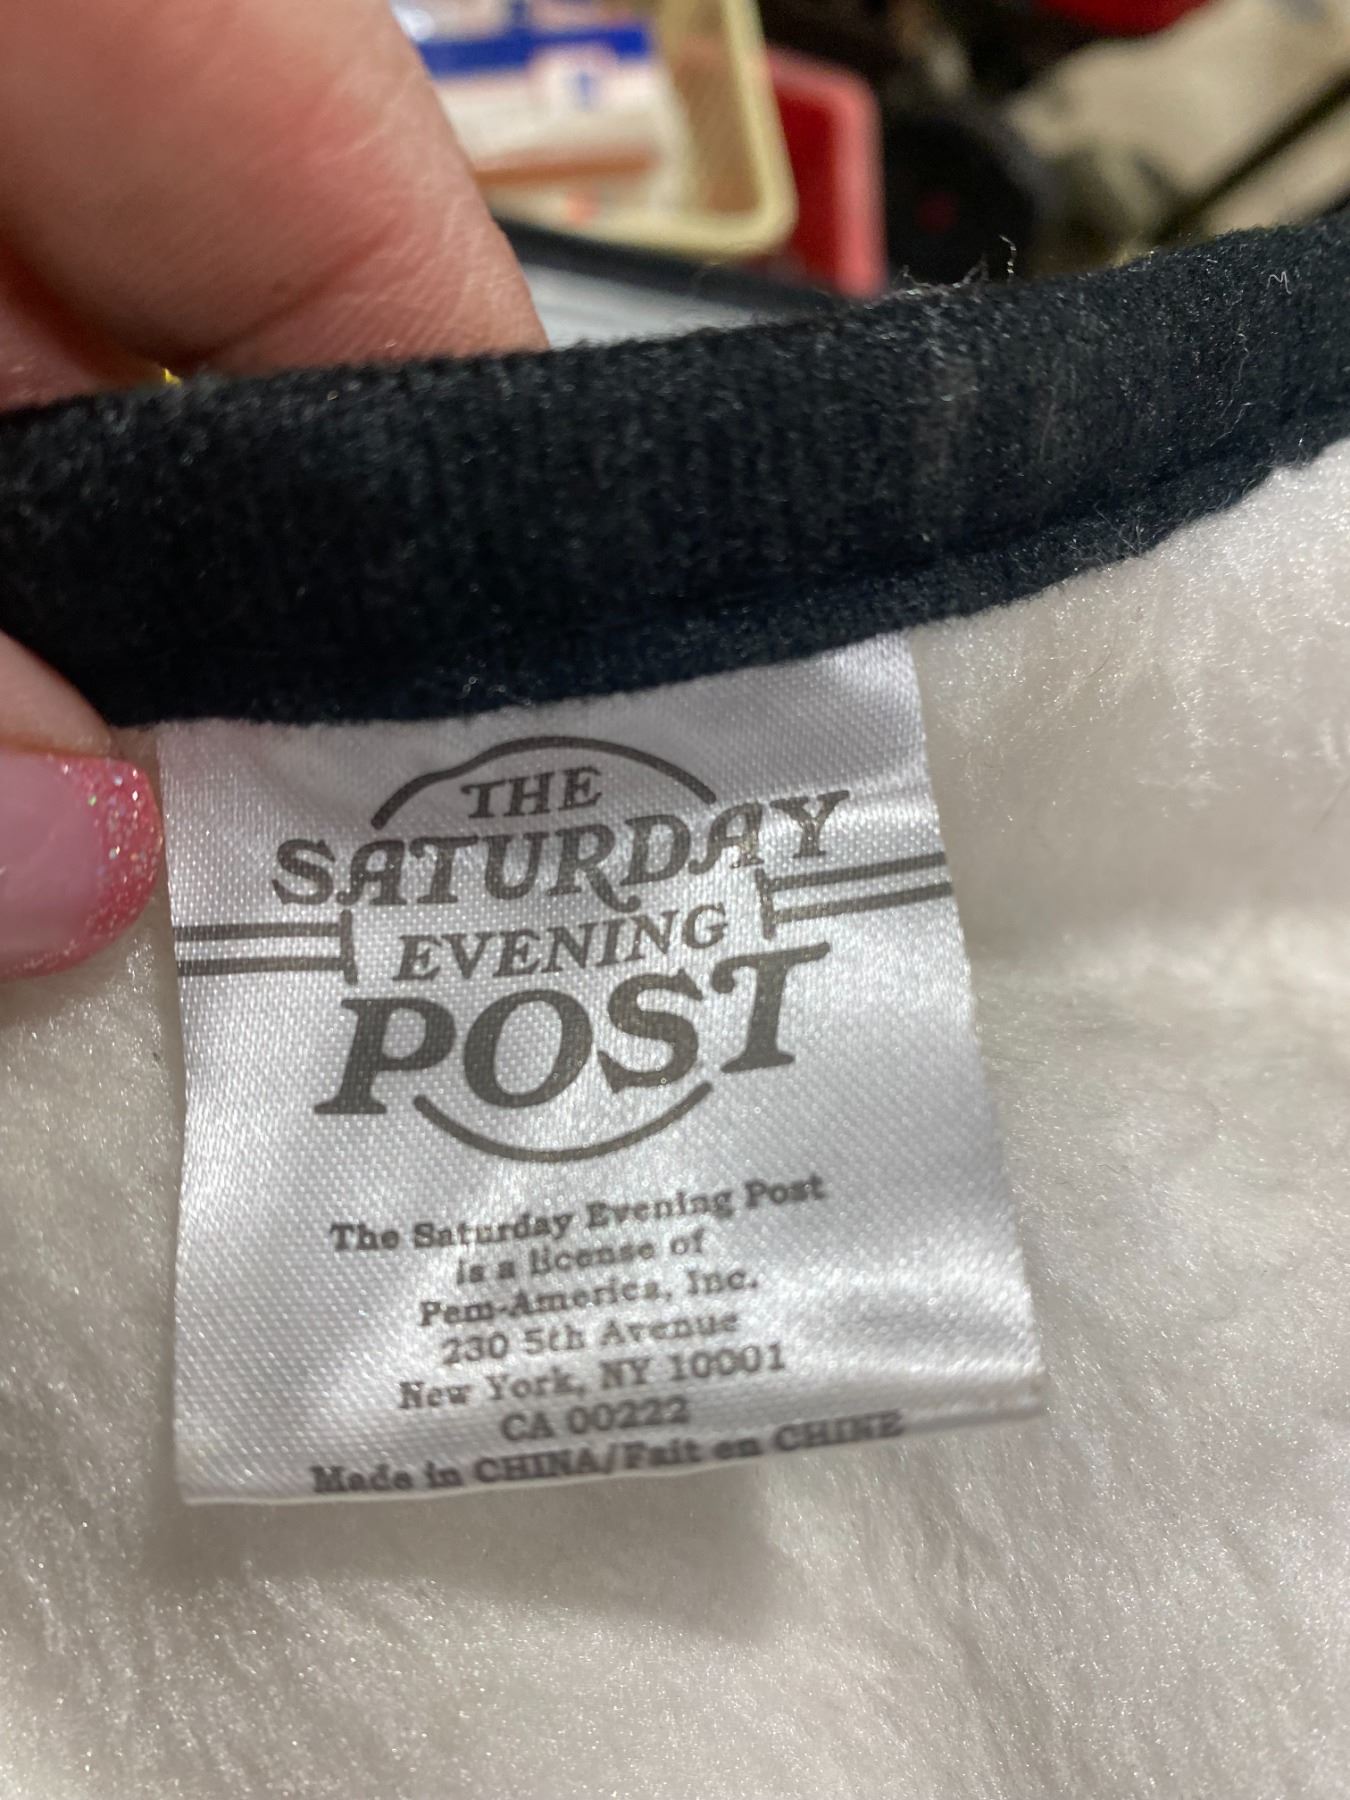 THE
SATURDAY
EVENING
POST
The Saturday Evening Post
is a license of
Pem-America, Inc.
230 5th Avenue
New York, NY 10001
CA 00222
Made in CHINA/Fait en CHINE